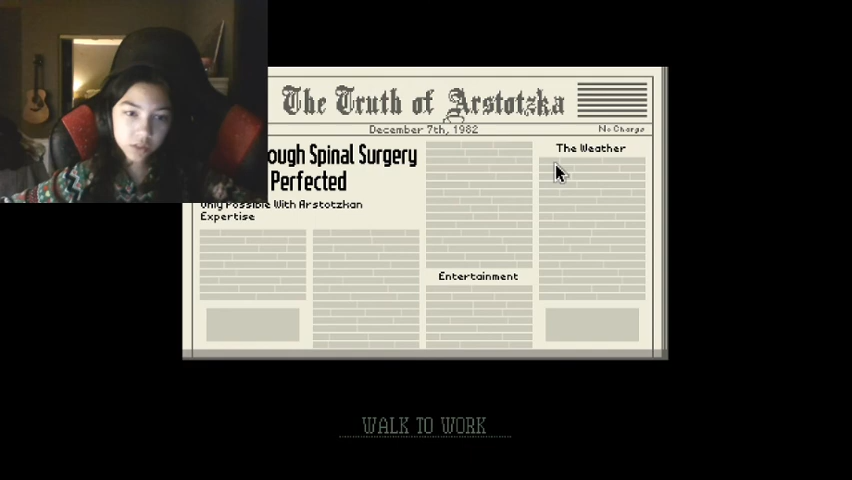 The Truth of Arstotzka
December 7th, 1982
No Charge
ough Spinal Surgery
Perfected
Only Possible With Arstotzkan
Expertise
Entertainment
The Weather
WALK TO WORK